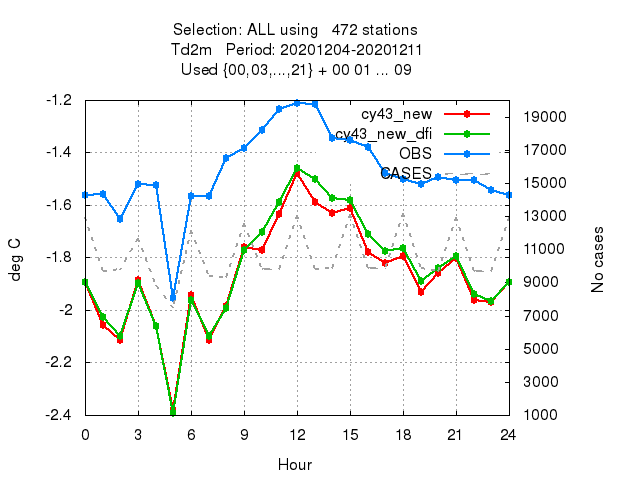 Selection: ALL using   472 stations
Td2m   Period: 20201204-20201211
Used {00,03,...,21} + 00 01 ... 09
cy43_new
cy43_new_dfi
OBS
CASES
-1.2
-1.4
-1.6
-1.8
-2
-2.2
-2.4
deg C
19000
17000
15000
13000
11000
9000
7000
5000
3000
1000
No cases
0 3 6 9 12 15 18 21 24
Hour